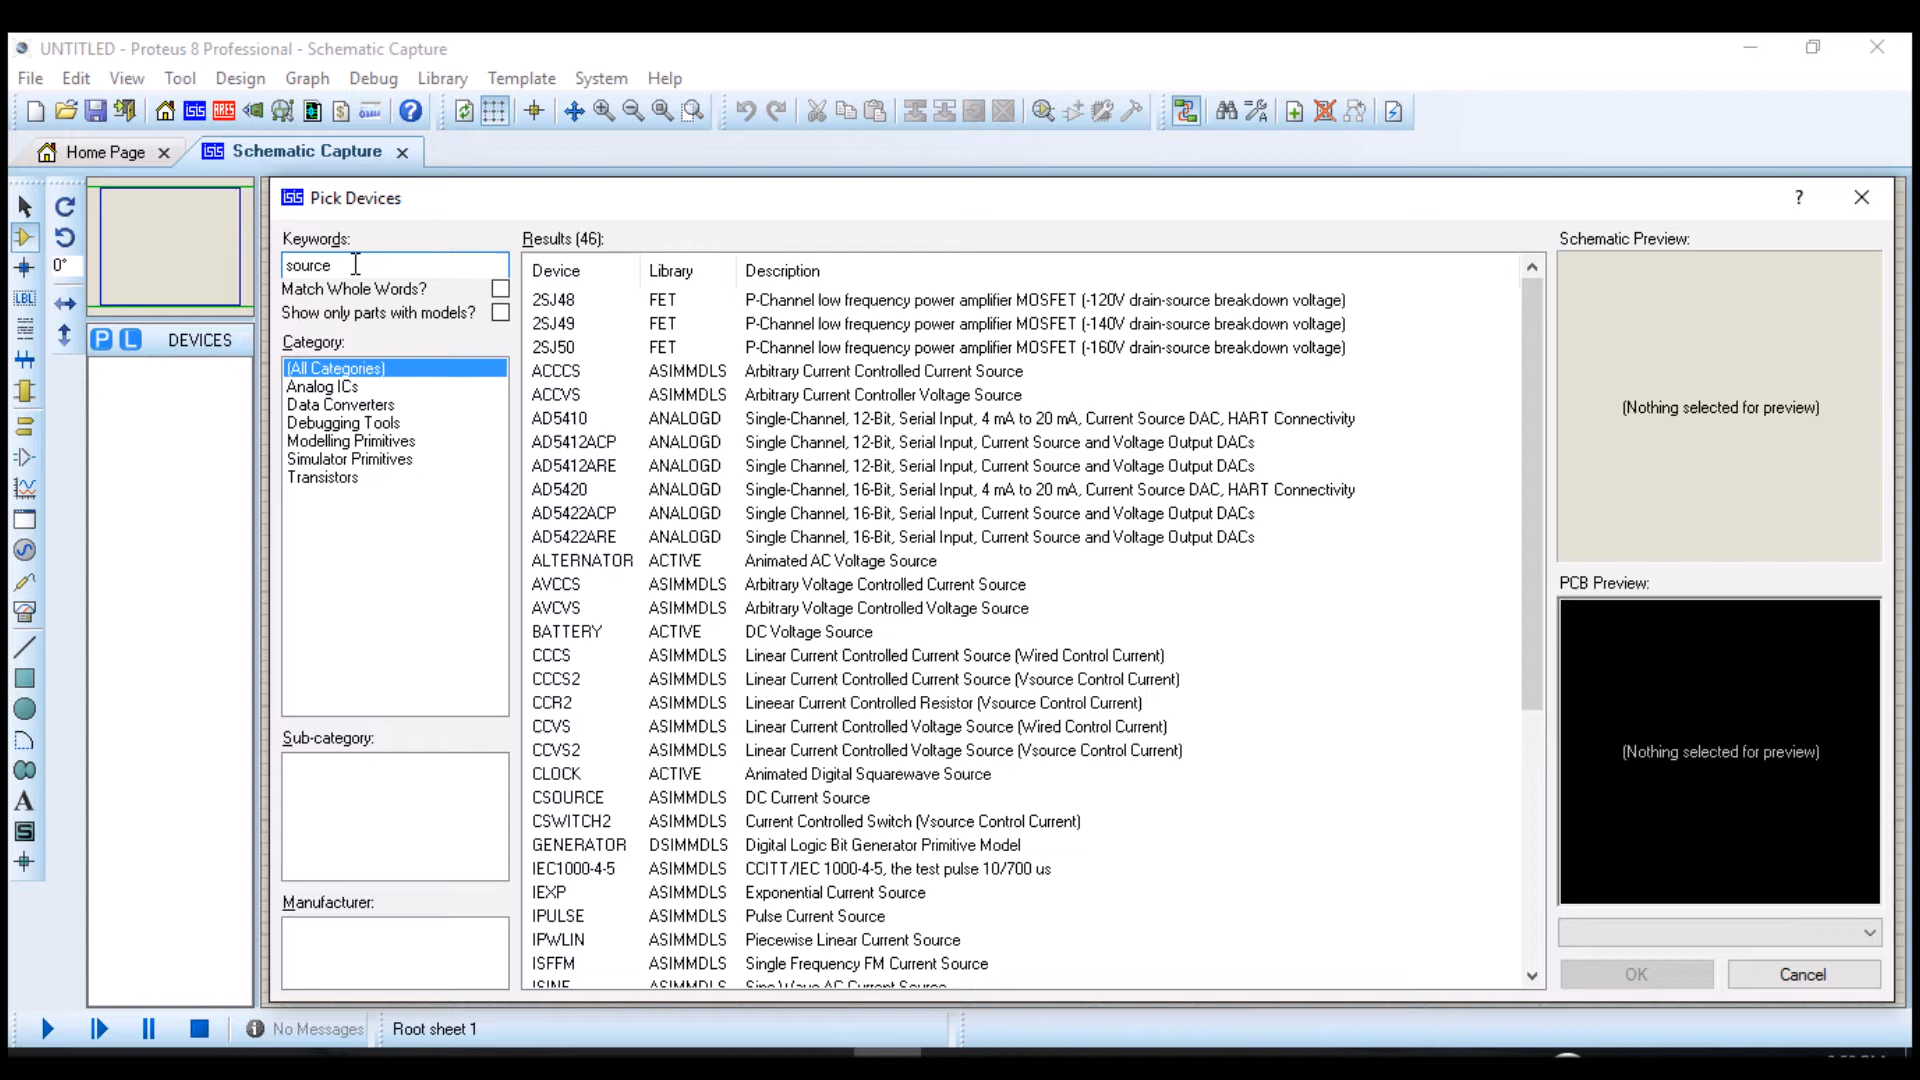 UNTITLED - Proteus 8 Professional - Schematic Capture
File Edit View Tool Design Graph Debug Library Template System Help
Home Page Schematic Capture
Pick Devices
Keywords:
source
Match Whole Words?
Show only parts with models?
Category:
(All Categories)
Analog ICs
Data Converters
Debugging Tools
Modelling Primitives
Simulator Primitives
Transistors
Sub-category:
Manufacturer:
0°
LBL
P L DEVICES
A
S
Results (46):
Device Library Description
2SJ48 FET P-Channel low frequency power amplifier MOSFET (-120V drain-source breakdown voltage)
2SJ49 FET P-Channel low frequency power amplifier MOSFET (-140V drain-source breakdown voltage)
2SJ50 FET P-Channel low frequency power amplifier MOSFET (-160V drain-source breakdown voltage)
ACCCS ASIMMDLS Arbitrary Current Controlled Current Source
ACCVS ASIMMDLS Arbitrary Current Controller Voltage Source
AD5410 ANALOGD Single-Channel, 12-Bit, Serial Input, 4 mA to 20 mA, Current Source DAC, HART Connectivity
AD5412ACP ANALOGD Single Channel, 12-Bit, Serial Input, Current Source and Voltage Output DACs
AD5412ARE ANALOGD Single Channel, 12-Bit, Serial Input, Current Source and Voltage Output DACs
AD5420 ANALOGD Single-Channel, 16-Bit, Serial Input, 4 mA to 20 mA, Current Source DAC, HART Connectivity
AD5422ACP ANALOGD Single Channel, 16-Bit, Serial Input, Current Source and Voltage Output DACs
AD5422ARE ANALOGD Single Channel, 16-Bit, Serial Input, Current Source and Voltage Output DACs
ALTERNATOR ACTIVE Animated AC Voltage Source
AVCCS ASIMMDLS Arbitrary Voltage Controlled Current Source
AVCVS ASIMMDLS Arbitrary Voltage Controlled Voltage Source
BATTERY ACTIVE DC Voltage Source
CCCS ASIMMDLS Linear Current Controlled Current Source (Wired Control Current)
CCCS2 ASIMMDLS Linear Current Controlled Current Source (Vsource Control Current)
CCR2 ASIMMDLS Lineear Current Controlled Resistor (Vsource Control Current)
CCVS ASIMMDLS Linear Current Controlled Voltage Source (Wired Control Current)
CCVS2 ASIMMDLS Linear Current Controlled Voltage Source (Vsource Control Current)
CLOCK ACTIVE Animated Digital Squarewave Source
CSOURCE ASIMMDLS DC Current Source
CSWITCH2 ASIMMDLS Current Controlled Switch (Vsource Control Current)
GENERATOR DSIMMDLS Digital Logic Bit Generator Primitive Model
IEC1000-4-5 ASIMMDLS CCITT/IEC 1000-4-5, the test pulse 10/700 us
IEXP ASIMMDLS Exponential Current Source
IPULSE ASIMMDLS Pulse Current Source
IPWLIN ASIMMDLS Piecewise Linear Current Source
ISFFM ASIMMDLS Single Frequency FM Current Source
ISINE ASIMMDLS Sine Wave AC Current Source
Schematic Preview:
(Nothing selected for preview)
PCB Preview:
(Nothing selected for preview)
OK Cancel
No Messages Root sheet 1